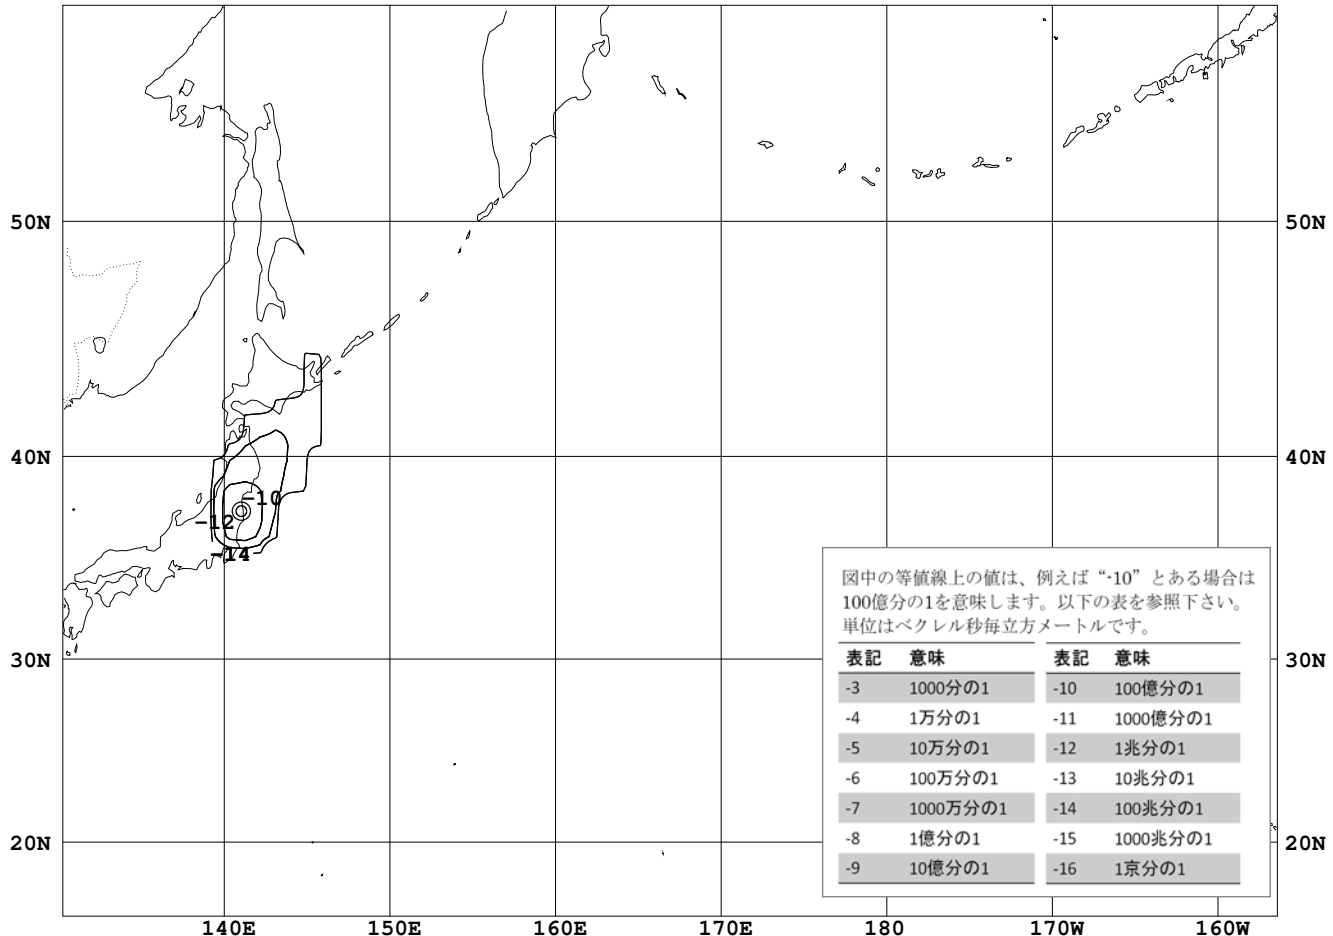 50N
50N
40N
40N
-10
-12
-14
図中の等値線上の値は、例えば“-10”とある場合は
100億分の1を意味します。以下の表を参照下さい。
単位はベクレル秒毎立方メートルです。
表記 意味 表記 意味
-3 1000分の1 -10 100億分の1
-4 1万分の1 -11 1000億分の1
-5 10万分の1 -12 1兆分の1
-6 100万分の1 -13 10兆分の1
-7 1000万分の1 -14 100兆分の1
-8 1億分の1 -15 1000兆分の1
-9 10億分の1 -16 1京分の1
30N
30N
20N
20N
140E 150E 160E 170E 180 170W 160W